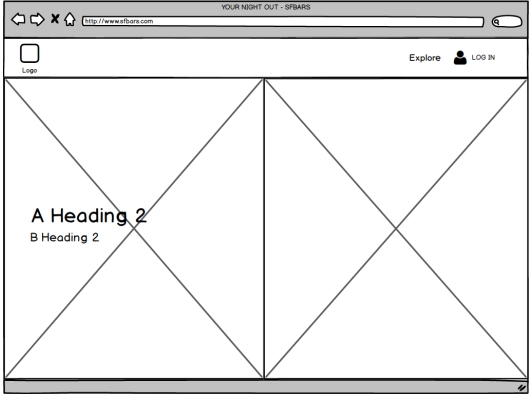 YOUR NIGHT OUT - SFBARS
http://www.sfbars.com
Logo
Explore
LOG IN
A Heading 2
B Heading 2